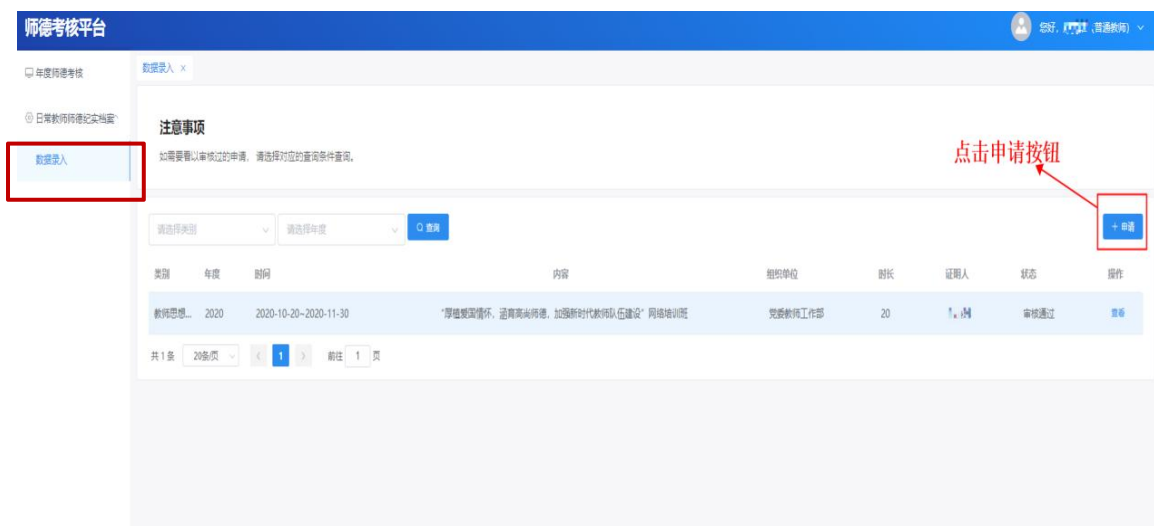 师德考核平台
您好, (普通教师)
年度师德考核
数据录入 ×
日常教师师德纪实档案
注意事项
数据录入
如需要看以审核过的申请, 请选择对应的查询条件查询。
点击申请按钮
请选择类别 请选择年度 查询 + 申请
类别 年度 时间 内容 组织单位 时长 证明人 状态 操作
教师思想... 2020 2020-10-20~2020-11-30 “厚植爱国情怀, 涵育高尚师德, 加强新时代教师队伍建设” 网络培训班 党委教师工作部 20 审核通过 查看
共 1 条 20条/页 < 1 > 前往 1 页